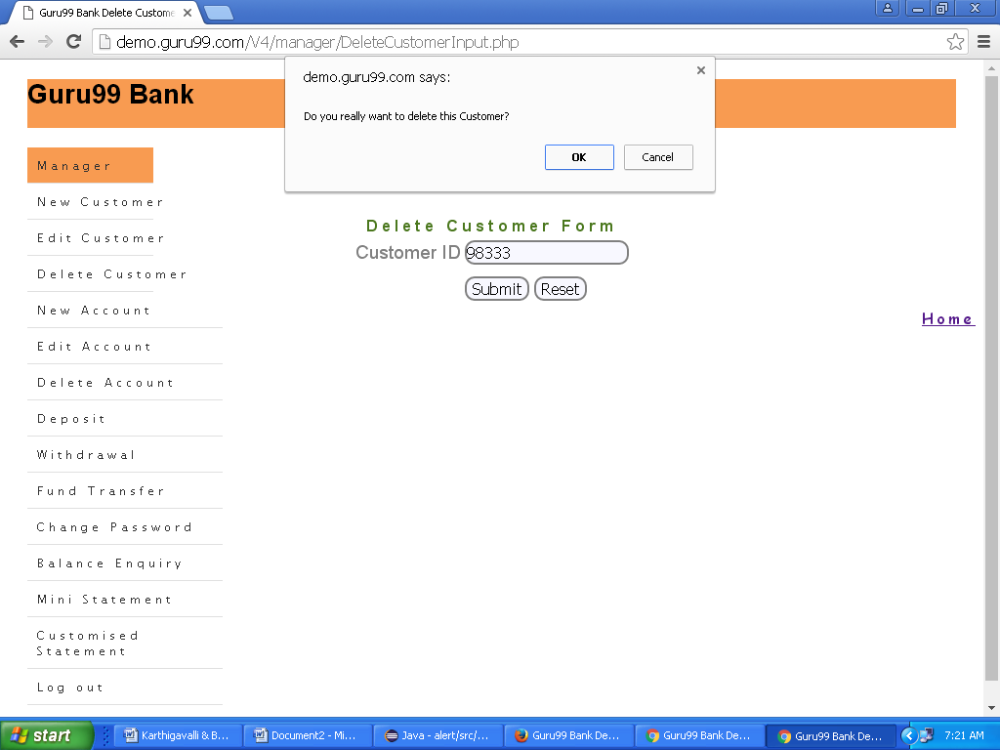 Guru99 Bank Delete Custome
demo.guru99.com/V4/manager/DeleteCustomerInput.php
demo.guru99.com says:
Do you really want to delete this Customer?
OK
Cancel
Guru99 Bank
Manager
New Customer
Edit Customer
Delete Customer
New Account
Edit Account
Delete Account
Deposit
Withdrawal
Fund Transfer
Change Password
Balance Enquiry
Mini Statement
Customised
Statement
Log out
Delete Customer Form
Customer ID 98333
Submit Reset
Home
start
Karthigavalli & B...
Document2 - Mi...
Java - alert/src/...
Guru99 Bank De...
Guru99 Bank De...
Guru99 Bank De...
7:21 AM